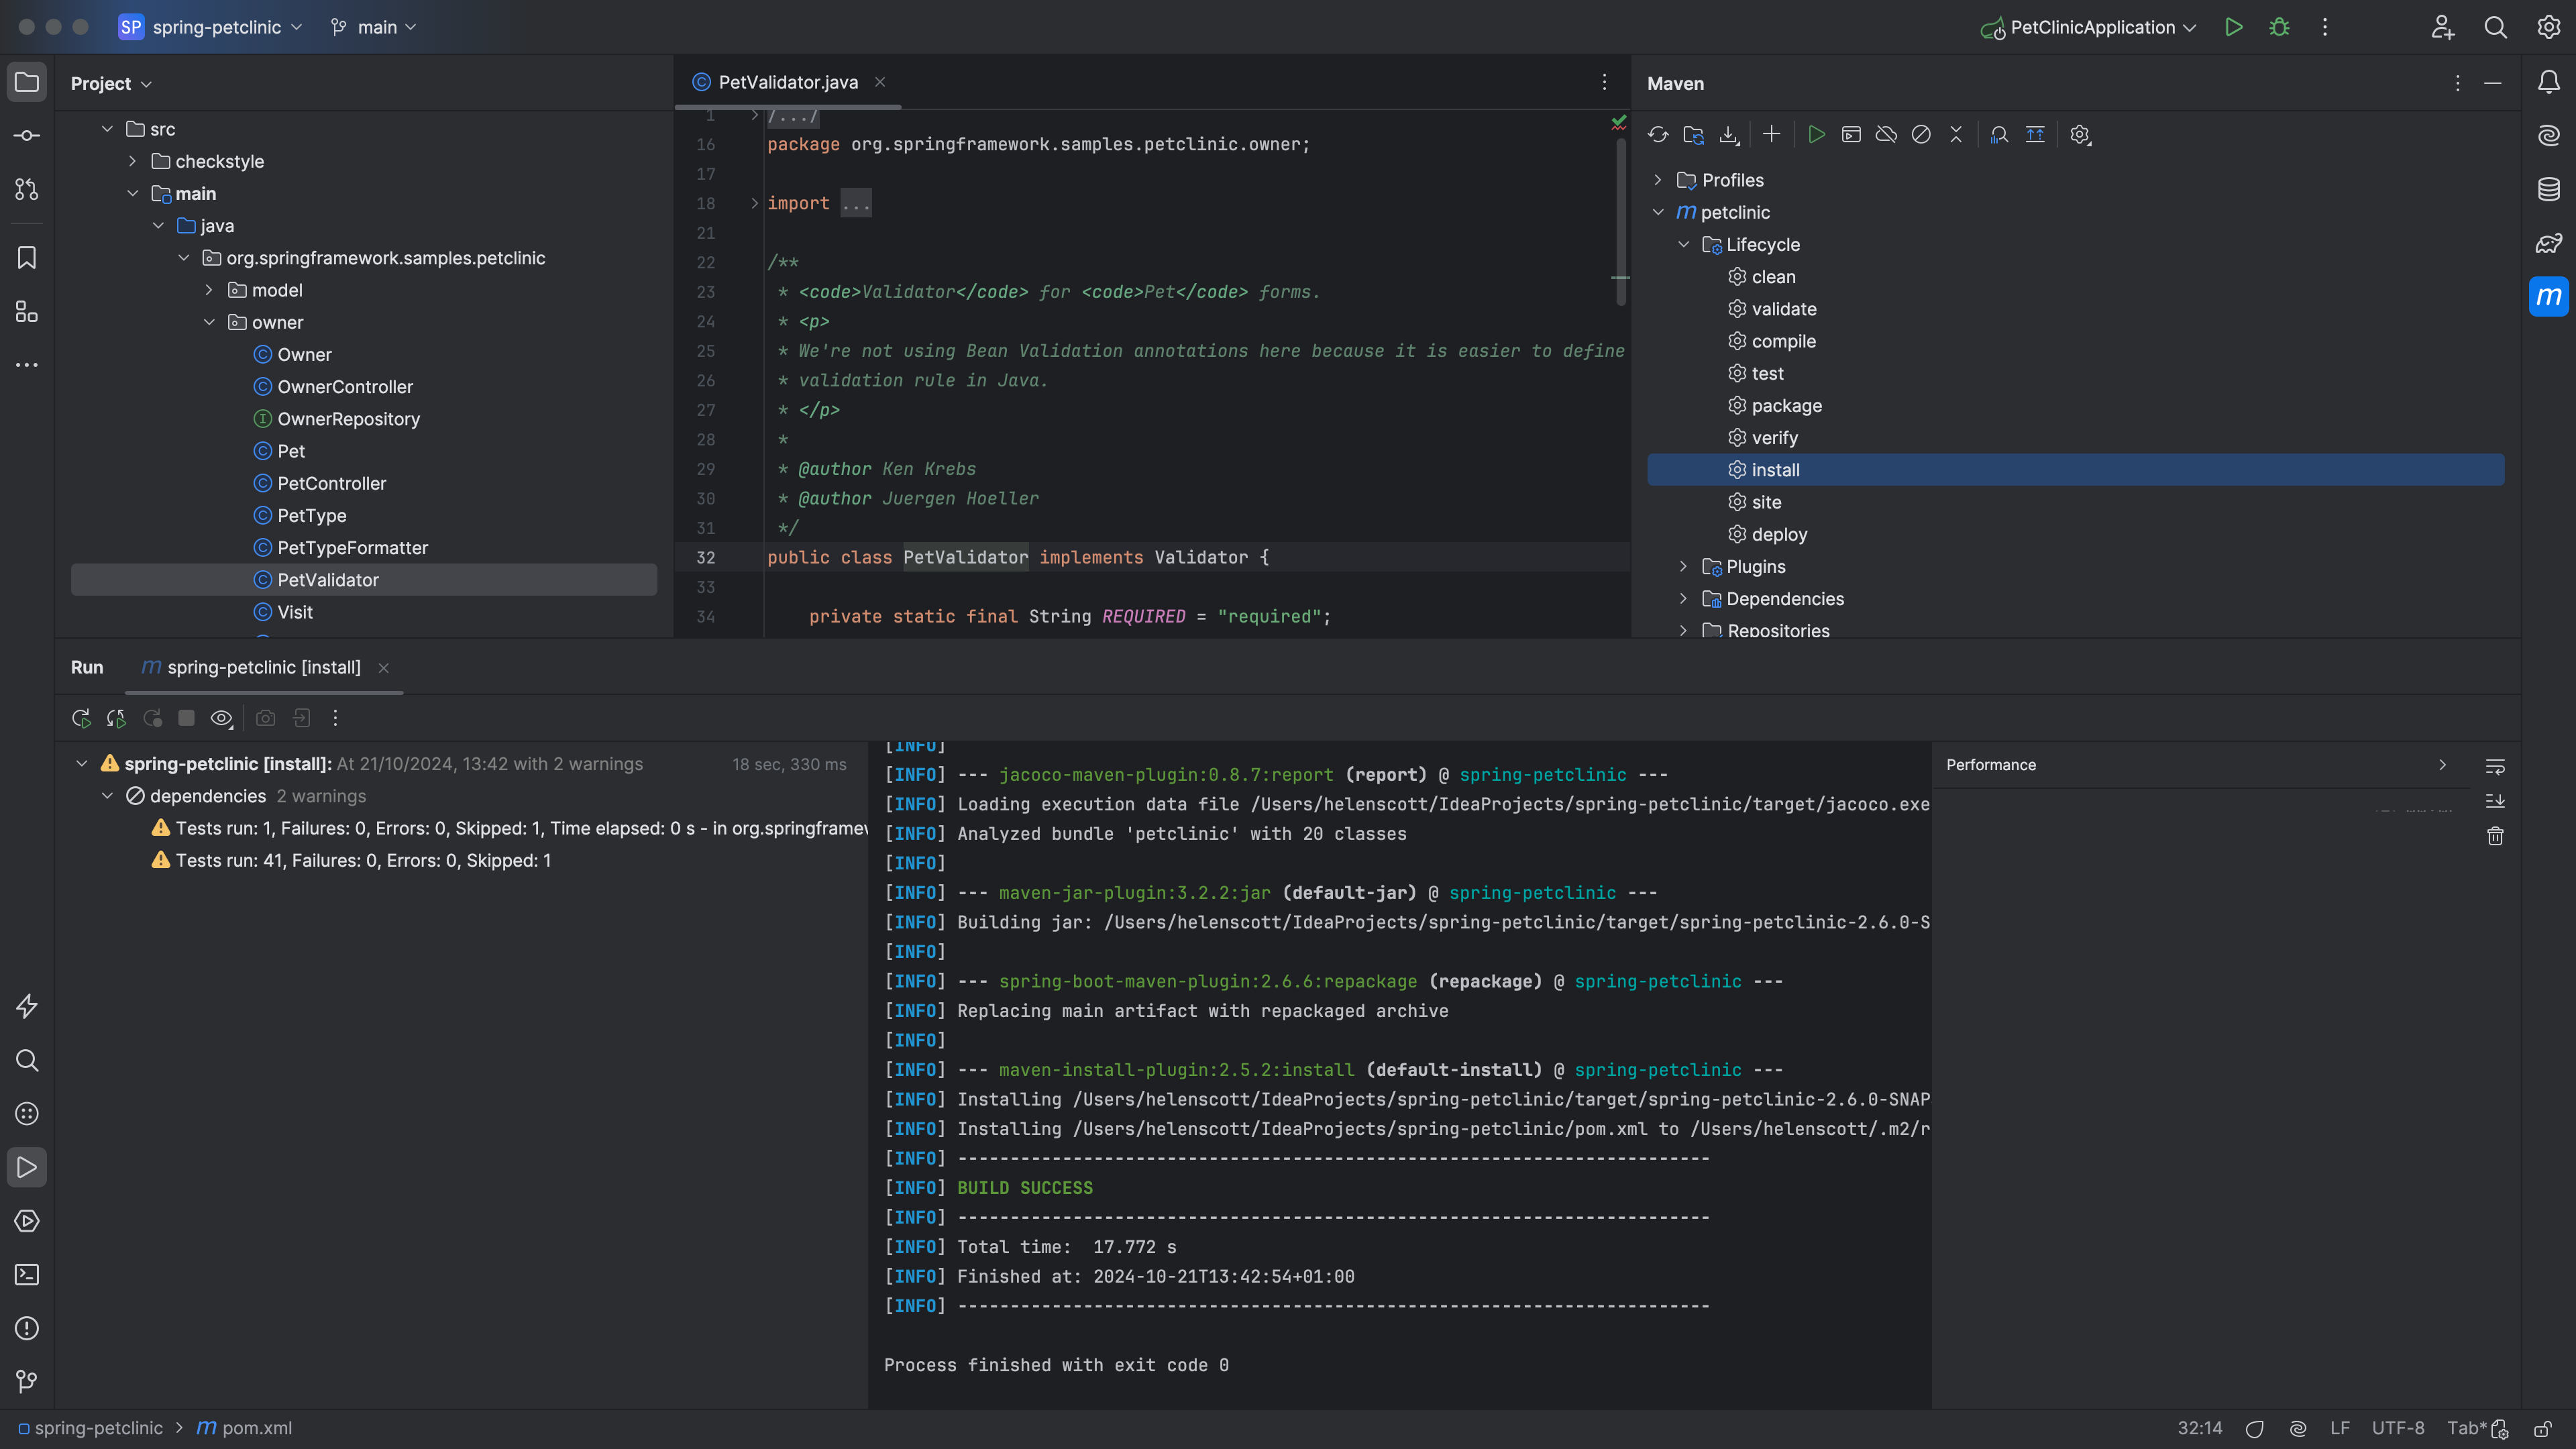 SP spring-petclinic main PetClinicApplication
Project
src
checkstyle
main
java
org.springframework.samples.petclinic
model
owner
Owner
OwnerController
OwnerRepository
Pet
PetController
PetType
PetTypeFormatter
PetValidator
Visit
PetValidator.java
1 /.../
16 package org.springframework.samples.petclinic.owner;
17
18 import ...
21
22 /**
23 * <code>Validator</code> for <code>Pet</code> forms.
24 * <p>
25 * We're not using Bean Validation annotations here because it is easier to define
26 * validation rule in Java.
27 * </p>
28 *
29 * @author Ken Krebs
30 * @author Juergen Hoeller
31 */
32 public class PetValidator implements Validator {
33
34 private static final String REQUIRED = "required";
Maven
Profiles
m petclinic
Lifecycle
clean
validate
compile
test
package
verify
install
site
deploy
Plugins
Dependencies
Repositories
m
Run m spring-petclinic [install]
spring-petclinic [install]: At 21/10/2024, 13:42 with 2 warnings 18 sec, 330 ms
dependencies 2 warnings
Tests run: 1, Failures: 0, Errors: 0, Skipped: 1, Time elapsed: 0 s - in org.springframew
Tests run: 41, Failures: 0, Errors: 0, Skipped: 1
[INFO]
[INFO] --- jacoco-maven-plugin:0.8.7:report (report) @ spring-petclinic ---
[INFO] Loading execution data file /Users/helenscott/IdeaProjects/spring-petclinic/target/jacoco.exe
[INFO] Analyzed bundle 'petclinic' with 20 classes
[INFO]
[INFO] --- maven-jar-plugin:3.2.2:jar (default-jar) @ spring-petclinic ---
[INFO] Building jar: /Users/helenscott/IdeaProjects/spring-petclinic/target/spring-petclinic-2.6.0-S
[INFO]
[INFO] --- spring-boot-maven-plugin:2.6.6:repackage (repackage) @ spring-petclinic ---
[INFO] Replacing main artifact with repackaged archive
[INFO]
[INFO] --- maven-install-plugin:2.5.2:install (default-install) @ spring-petclinic ---
[INFO] Installing /Users/helenscott/IdeaProjects/spring-petclinic/target/spring-petclinic-2.6.0-SNAP
[INFO] Installing /Users/helenscott/IdeaProjects/spring-petclinic/pom.xml to /Users/helenscott/.m2/r
[INFO] ------------------------------------------------------------------------
[INFO] BUILD SUCCESS
[INFO] ------------------------------------------------------------------------
[INFO] Total time: 17.772 s
[INFO] Finished at: 2024-10-21T13:42:54+01:00
[INFO] ------------------------------------------------------------------------
Process finished with exit code 0
Performance
spring-petclinic > m pom.xml 32:14 LF UTF-8 Tab*